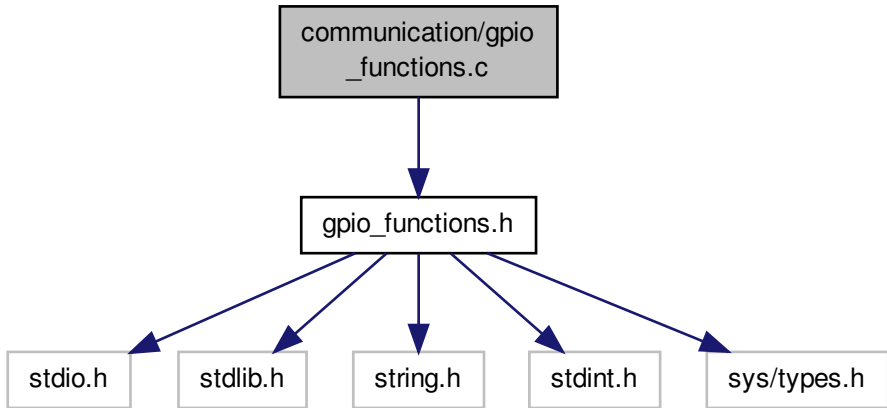 communication/gpio
_functions.c
gpio_functions.h
stdio.h
stdlib.h
string.h
stdint.h
sys/types.h